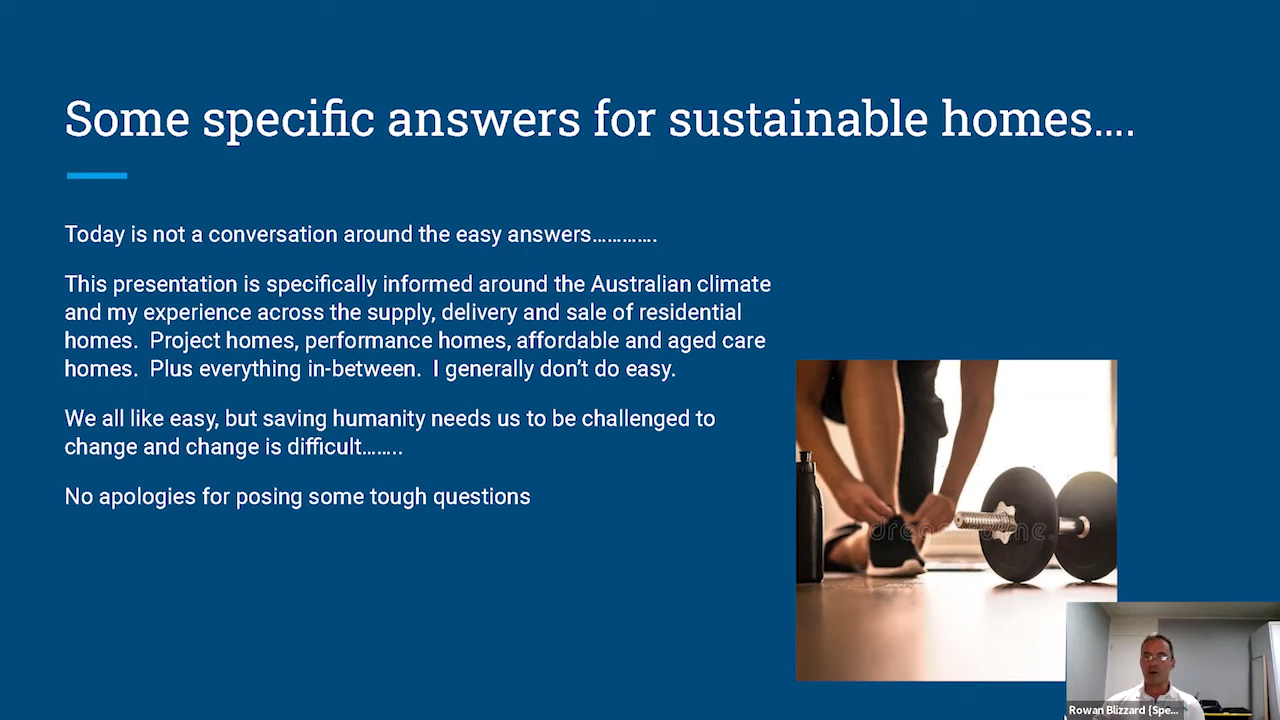 Some specific answers for sustainable homes....
Today is not a conversation around the easy answers.............
This presentation is specifically informed around the Australian climate
and my experience across the supply, delivery and sale of residential
homes.  Project homes, performance homes, affordable and aged care
homes.  Plus everything in-between.  I generally don’t do easy.
We all like easy, but saving humanity needs us to be challenged to
change and change is difficult........
No apologies for posing some tough questions
Rowan Blizzard (Spe...